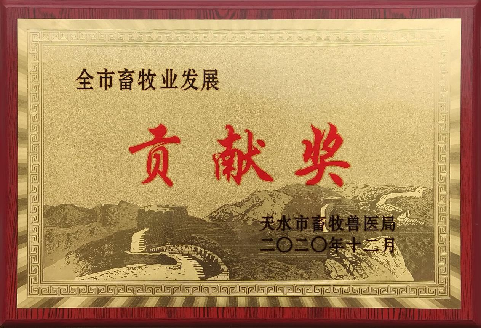 全市畜牧业发展
贡献奖
天水市畜牧兽医局
二〇二〇年十二月